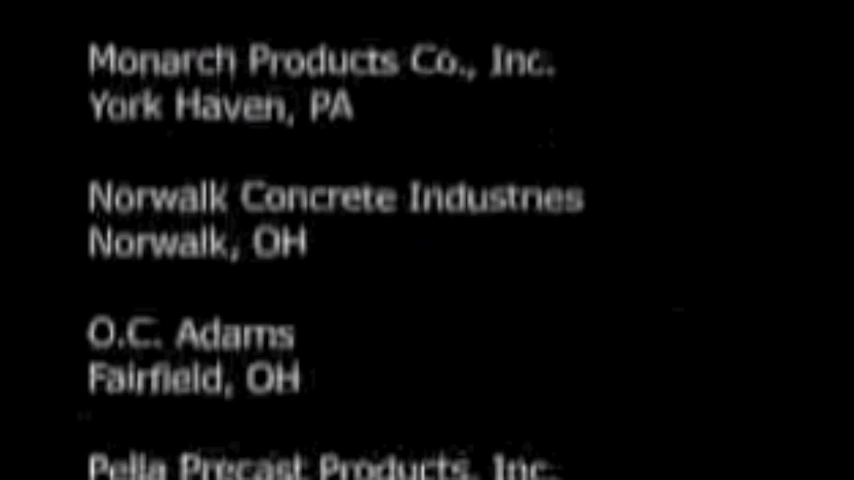 Monarch Products Co., Inc.
York Haven, PA
Norwalk Concrete Industries
Norwalk, OH
O.C. Adams
Fairfield, OH
Pella Precast Products, Inc.